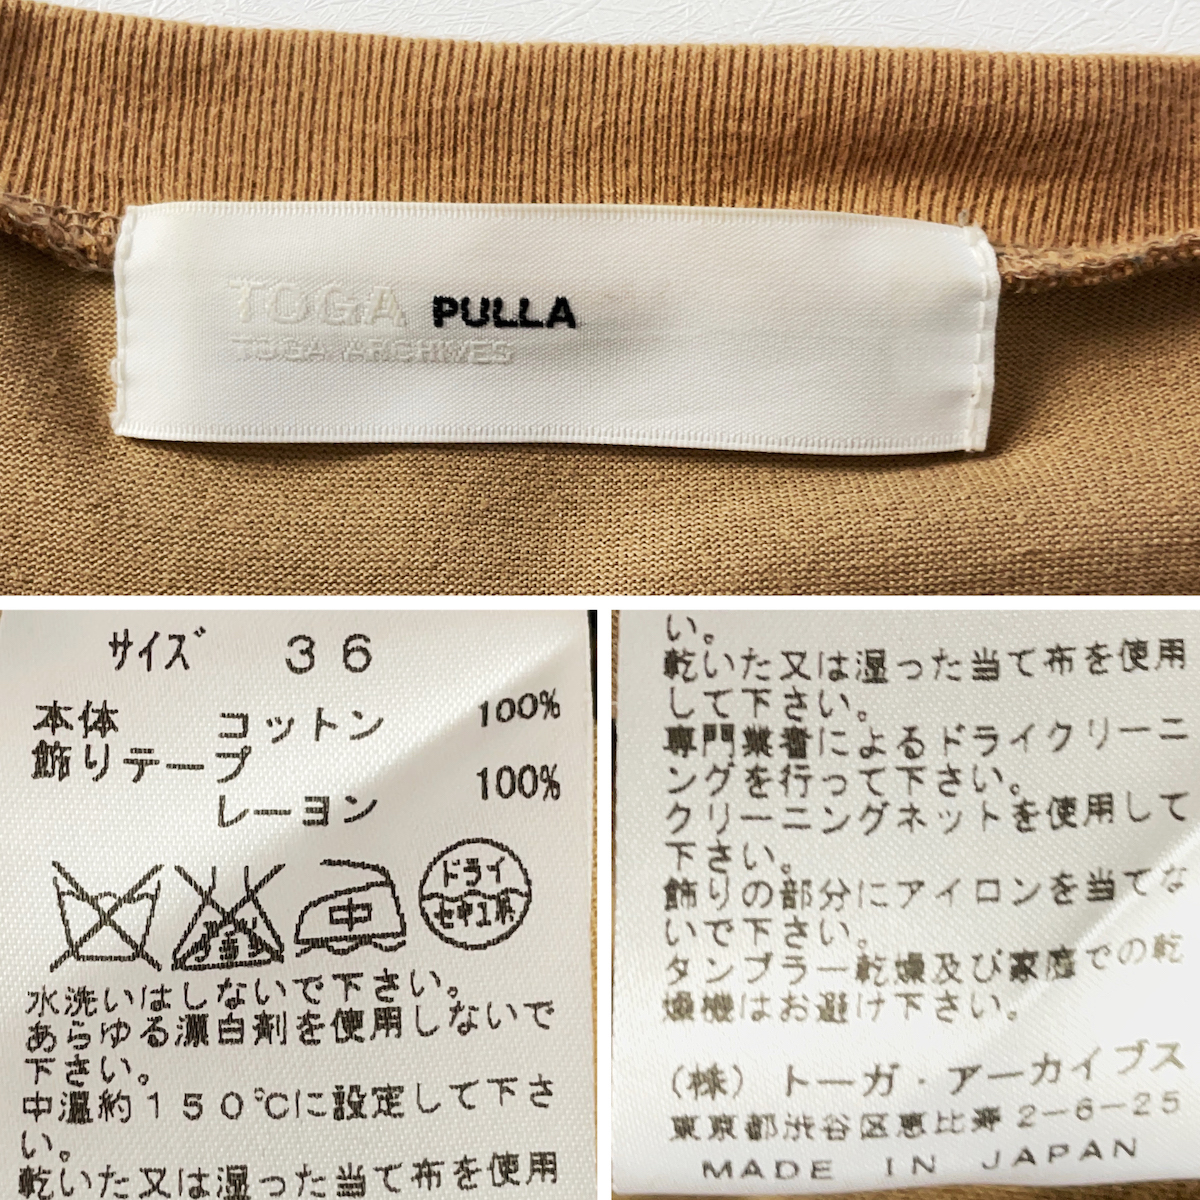 TOGA PULLA
TOGA ARCHIVES
サイズ 36
本体 コットン 100%
飾りテープ
レーヨン 100%
中
ドライ
セキユ系
水洗いはしないで下さい。
あらゆる漂白剤を使用しないで
下さい。
中温約150℃に設定して下さ
い。
乾いた又は湿った当て布を使用
い。
乾いた又は湿った当て布を使用
して下さい。
専門業者によるドライクリーニ
ングを行って下さい。
クリーニングネットを使用して
下さい。
飾りの部分にアイロンを当てな
いで下さい。
タンブラー乾燥及び家庭での乾
燥機はお避け下さい。
(株)トーガ・アーカイブス
東京都渋谷区恵比寿2-6-25
MADE IN JAPAN